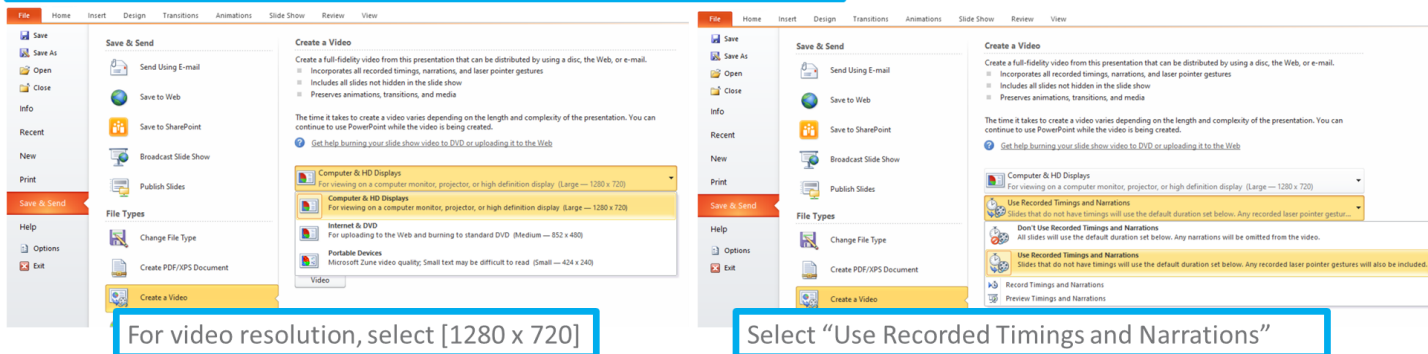 File Home Insert Design Transitions Animations Slide Show Review View
Save
Save As
Open
Close
Info
Recent
New
Print
Save & Send
Help
Options
Exit
Save & Send
Send Using E-mail
Save to Web
Save to SharePoint
Broadcast Slide Show
Publish Slides
File Types
Change File Type
Create PDF/XPS Document
Create a Video
Create a Video
Create a full-fidelity video from this presentation that can be distributed by using a disc, the Web, or e-mail.
Incorporates all recorded timings, narrations, and laser pointer gestures
Includes all slides not hidden in the slide show
Preserves animations, transitions, and media
The time it takes to create a video varies depending on the length and complexity of the presentation. You can
continue to use PowerPoint while the video is being created.
Get help burning your slide show video to DVD or uploading it to the Web
Computer & HD Displays
For viewing on a computer monitor, projector, or high definition display (Large — 1280 x 720)
Computer & HD Displays
For viewing on a computer monitor, projector, or high definition display (Large — 1280 x 720)
Internet & DVD
For uploading to the Web and burning to standard DVD (Medium — 852 x 480)
Portable Devices
Microsoft Zune video quality; Small text may be difficult to read (Small — 424 x 240)
Video
For video resolution, select [1280 x 720]
File Home Insert Design Transitions Animations Slide Show Review View
Save
Save As
Open
Close
Info
Recent
New
Print
Save & Send
Help
Options
Exit
Save & Send
Send Using E-mail
Save to Web
Save to SharePoint
Broadcast Slide Show
Publish Slides
File Types
Change File Type
Create PDF/XPS Document
Create a Video
Create a Video
Create a full-fidelity video from this presentation that can be distributed by using a disc, the Web, or e-mail.
Incorporates all recorded timings, narrations, and laser pointer gestures
Includes all slides not hidden in the slide show
Preserves animations, transitions, and media
The time it takes to create a video varies depending on the length and complexity of the presentation. You can
continue to use PowerPoint while the video is being created.
Get help burning your slide show video to DVD or uploading it to the Web
Computer & HD Displays
For viewing on a computer monitor, projector, or high definition display (Large — 1280 x 720)
Use Recorded Timings and Narrations
Slides that do not have timings will use the default duration set below. Any recorded laser pointer gestur...
Don't Use Recorded Timings and Narrations
All slides will use the default duration set below. Any narrations will be omitted from the video.
Use Recorded Timings and Narrations
Slides that do not have timings will use the default duration set below. Any recorded laser pointer gestures will also be included.
Record Timings and Narrations
Preview Timings and Narrations
Select “Use Recorded Timings and Narrations”